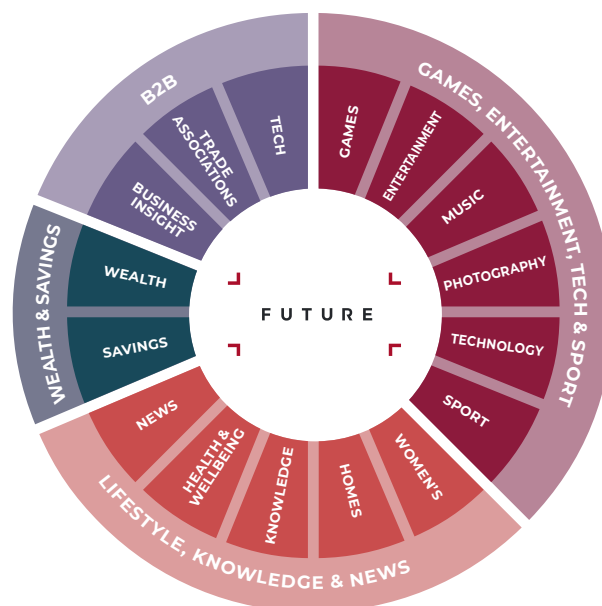 FUTURE
GAMES, ENTERTAINMENT, TECH & SPORT
GAMES
ENTERTAINMENT
MUSIC
PHOTOGRAPHY
TECHNOLOGY
SPORT
LIFESTYLE, KNOWLEDGE & NEWS
WOMEN'S
HOMES
KNOWLEDGE
HEALTH &
WELLBEING
NEWS
WEALTH & SAVINGS
SAVINGS
WEALTH
B2B
BUSINESS
INSIGHT
TRADE
ASSOCIATIONS
TECH